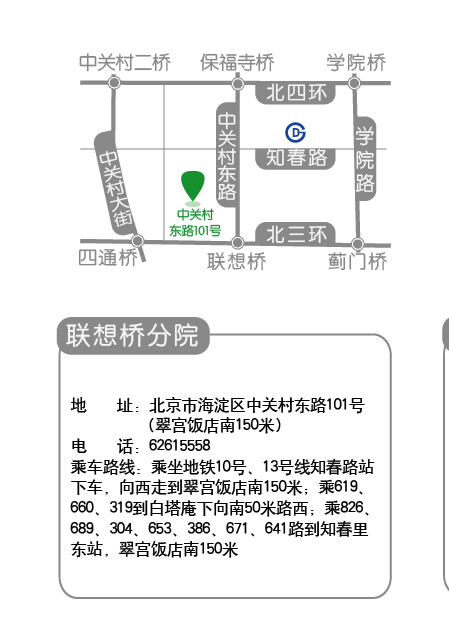 中关村二桥 保福寺桥 学院桥
北四环
中关村东路
学院路
知春路
中关村大街
中关村
东路101号
北三环
四通桥 联想桥 蓟门桥
联想桥分院
地 址：北京市海淀区中关村东路101号
（翠宫饭店南150米）
电 话：62615558
乘车路线：乘坐地铁10号、13号线知春路站
下车，向西走到翠宫饭店南150米；乘619、
660、319到白塔庵下向南50米路西；乘826、
689、304、653、386、671、641路到知春里
东站，翠宫饭店南150米